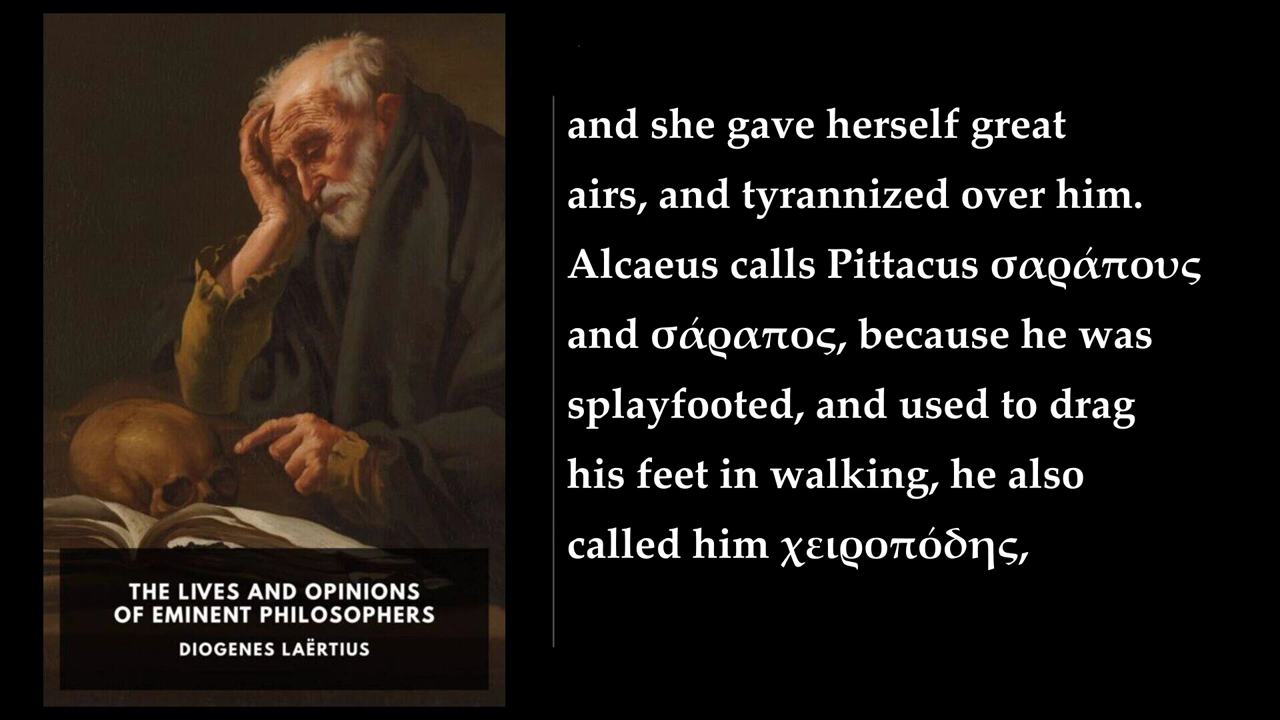 and she gave herself great
airs, and tyrannized over him.
Alcaeus calls Pittacus σαράπους
and σάραπος, because he was
splayfooted, and used to drag
his feet in walking, he also
called him χειροπόδης,
THE LIVES AND OPINIONS
OF EMINENT PHILOSOPHERS
DIOGENES LAËRTIUS